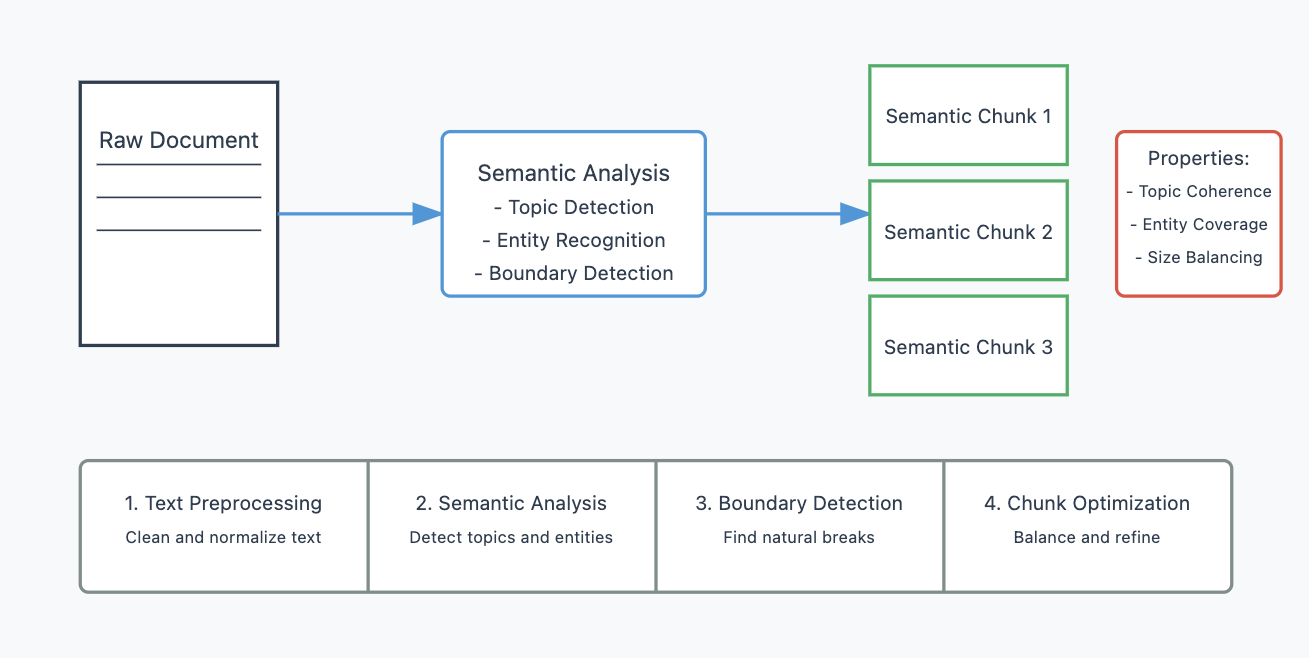 Raw Document
Semantic Analysis
- Topic Detection
- Entity Recognition
- Boundary Detection
Semantic Chunk 1
Semantic Chunk 2
Semantic Chunk 3
Properties:
- Topic Coherence
- Entity Coverage
- Size Balancing
1. Text Preprocessing
Clean and normalize text
2. Semantic Analysis
Detect topics and entities
3. Boundary Detection
Find natural breaks
4. Chunk Optimization
Balance and refine